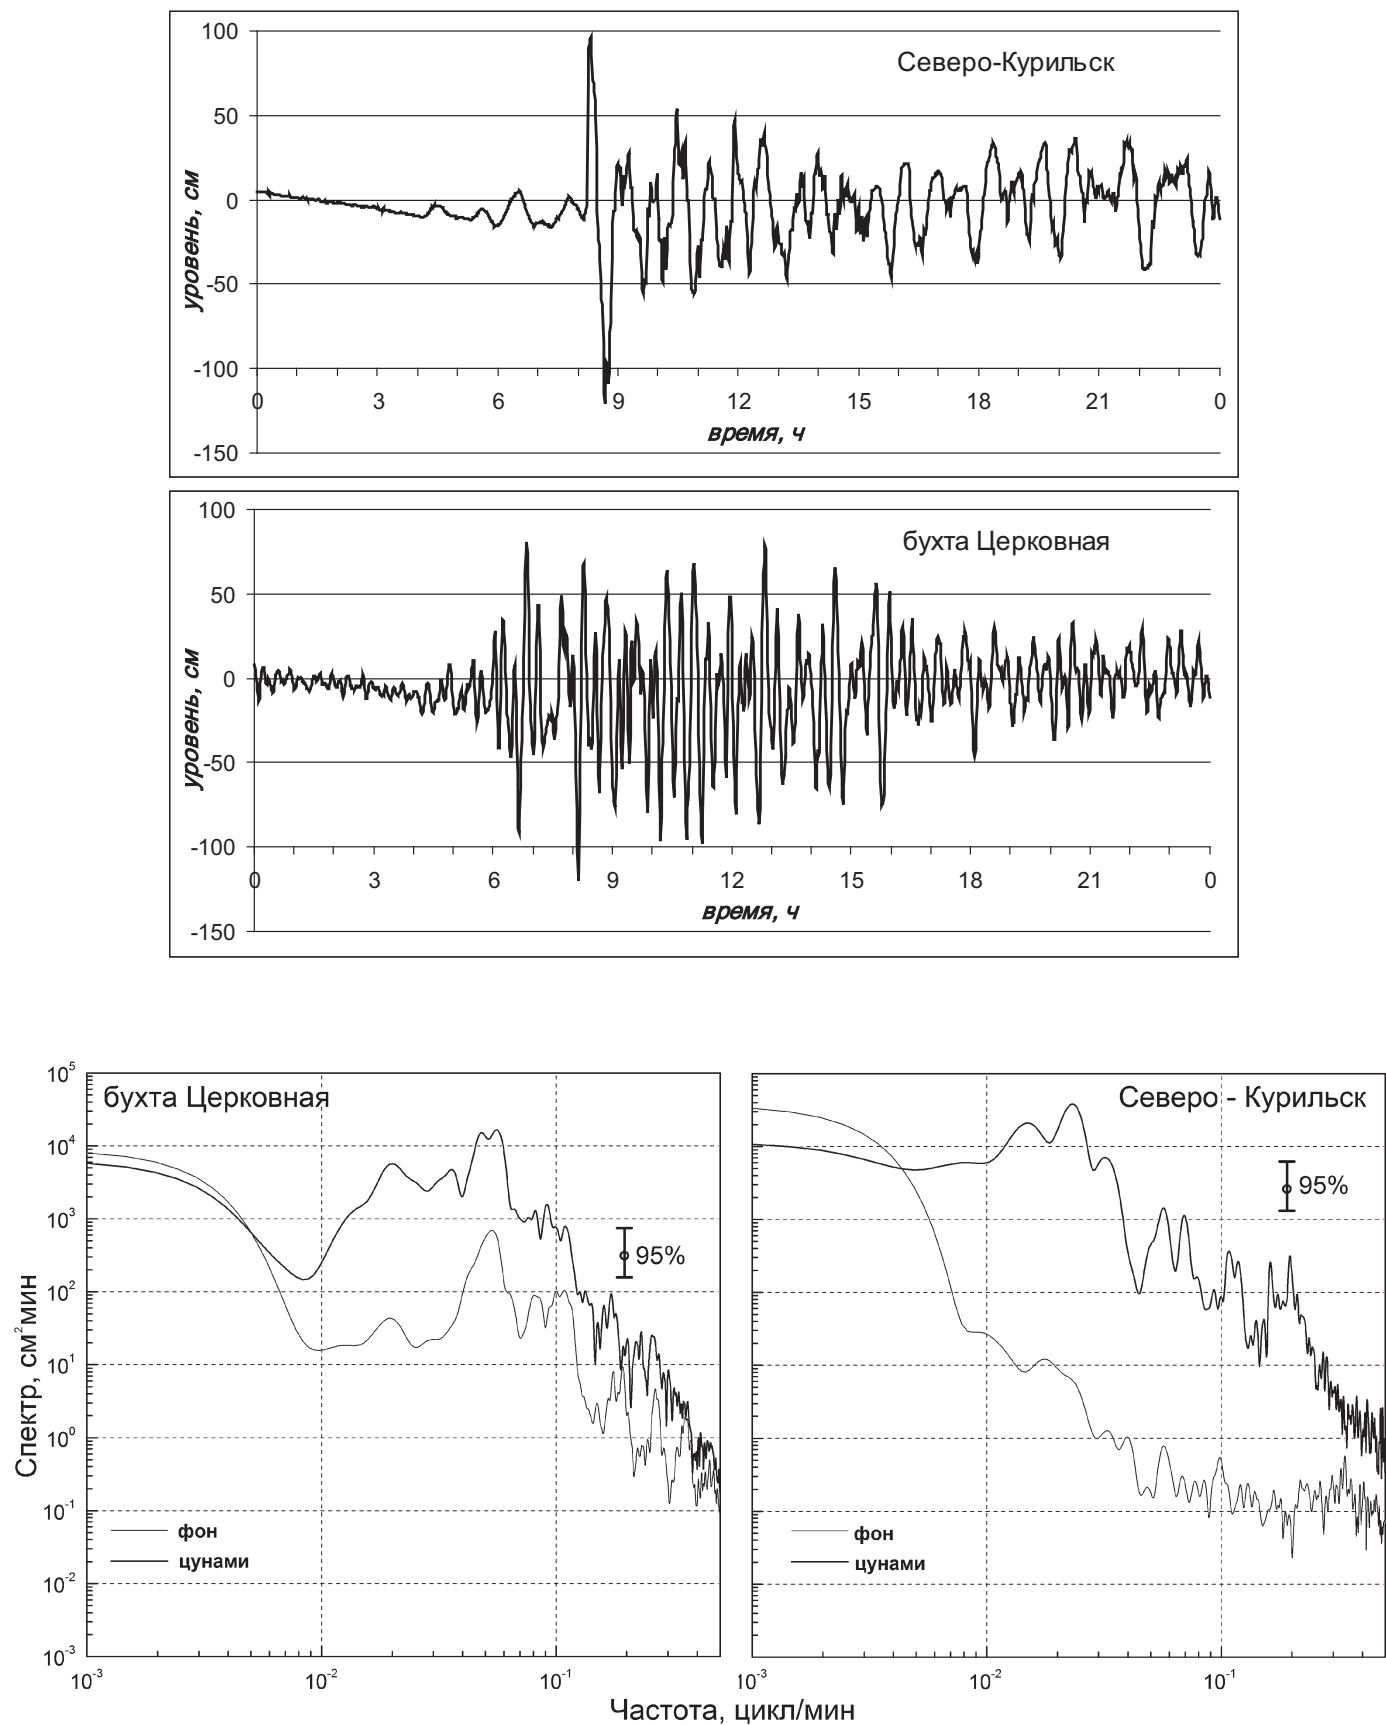 Северо-Курильск
100
50
0
-50
-100
-150
уровень, см
0 3 6 9 12 15 18 21 0
время, ч
бухта Церковная
100
50
0
-50
-100
-150
уровень, см
0 3 6 9 12 15 18 21 0
время, ч
бухта Церковная
95%
фон
цунами
10⁵
10⁴
10³
10²
10¹
10⁰
10⁻¹
10⁻²
10⁻³
Спектр, см²мин
10⁻³ 10⁻² 10⁻¹
Северо - Курильск
95%
фон
цунами
10⁻³ 10⁻² 10⁻¹
Частота, цикл/мин